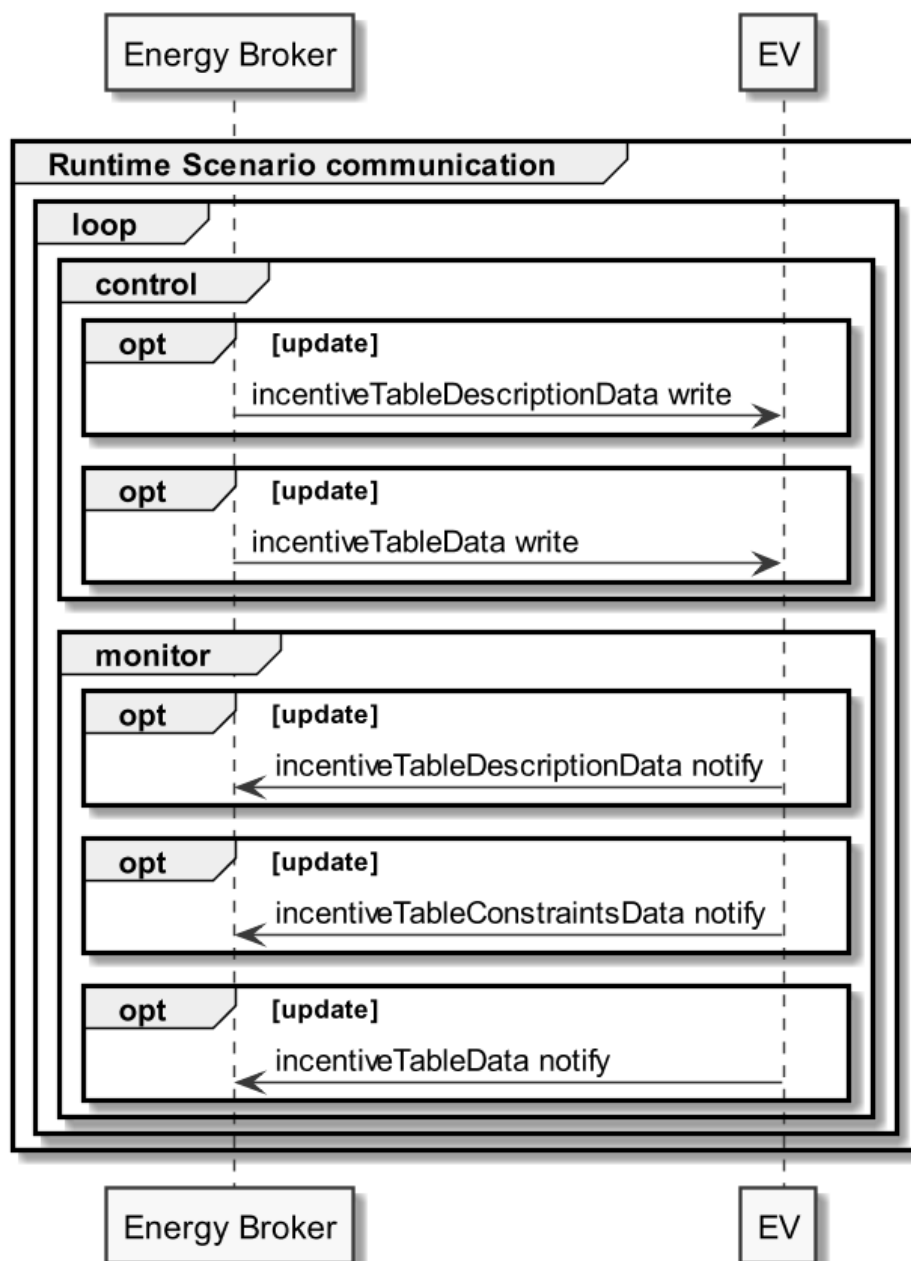 Energy Broker EV
Runtime Scenario communication
loop
control
opt [update]
incentiveTableDescriptionData write
opt [update]
incentiveTableData write
monitor
opt [update]
incentiveTableDescriptionData notify
opt [update]
incentiveTableConstraintsData notify
opt [update]
incentiveTableData notify
Energy Broker EV